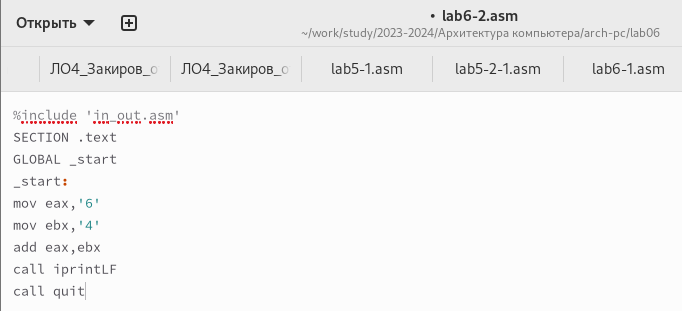 Открыть
lab6-2.asm
~/work/study/2023-2024/Архитектура компьютера/arch-pc/lab06
ЛО4_Закиров_о
ЛО4_Закиров_о
lab5-1.asm
lab5-2-1.asm
lab6-1.asm
%include 'in_out.asm'
SECTION .text
GLOBAL _start
_start:
mov eax,'6'
mov ebx,'4'
add eax,ebx
call iprintLF
call quit